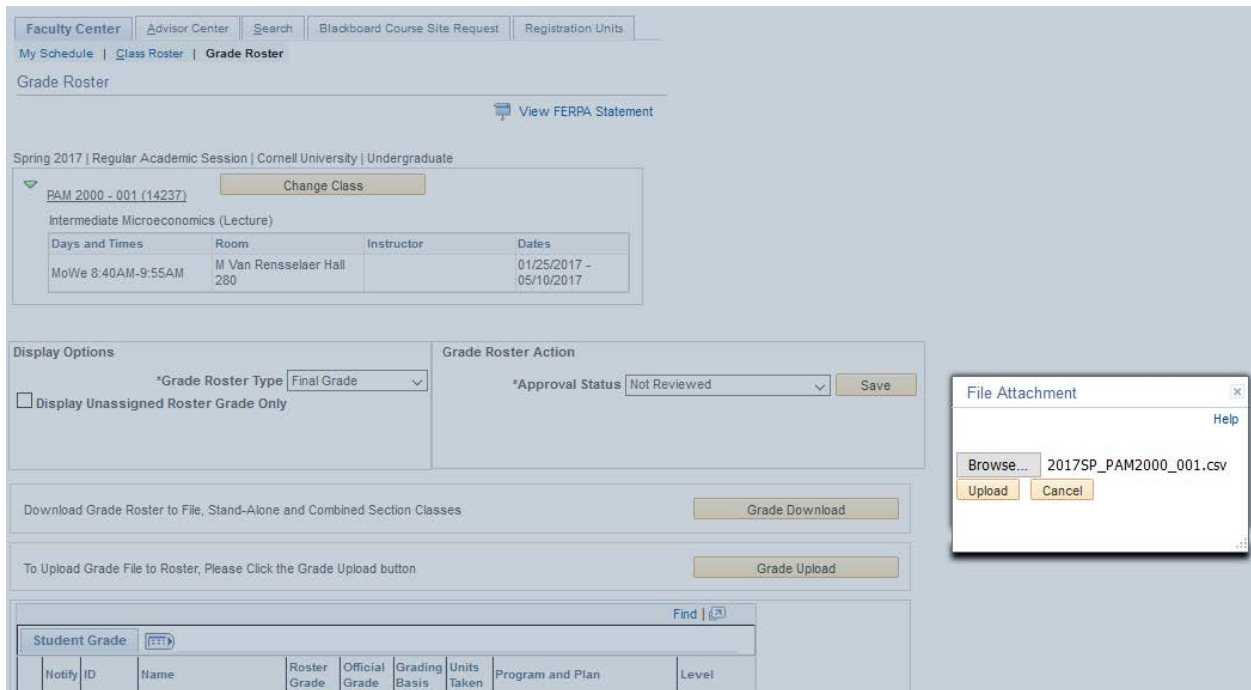 Faculty Center Advisor Center Search Blackboard Course Site Request Registration Units
My Schedule | Class Roster | Grade Roster
Grade Roster
View FERPA Statement
Spring 2017 | Regular Academic Session | Cornell University | Undergraduate
PAM 2000 - 001 (14237) Change Class
Intermediate Microeconomics (Lecture)
Days and Times Room Instructor Dates
MoWe 8:40AM-9:55AM M Van Rensselaer Hall 280 01/25/2017 - 05/10/2017
Display Options
*Grade Roster Type Final Grade
Display Unassigned Roster Grade Only
Grade Roster Action
*Approval Status Not Reviewed Save
Download Grade Roster to File, Stand-Alone and Combined Section Classes Grade Download
To Upload Grade File to Roster, Please Click the Grade Upload button Grade Upload
Find |
Student Grade
Notify ID Name Roster Grade Official Grade Grading Basis Units Taken Program and Plan Level
File Attachment
Help
Browse... 2017SP_PAM2000_001.csv
Upload Cancel